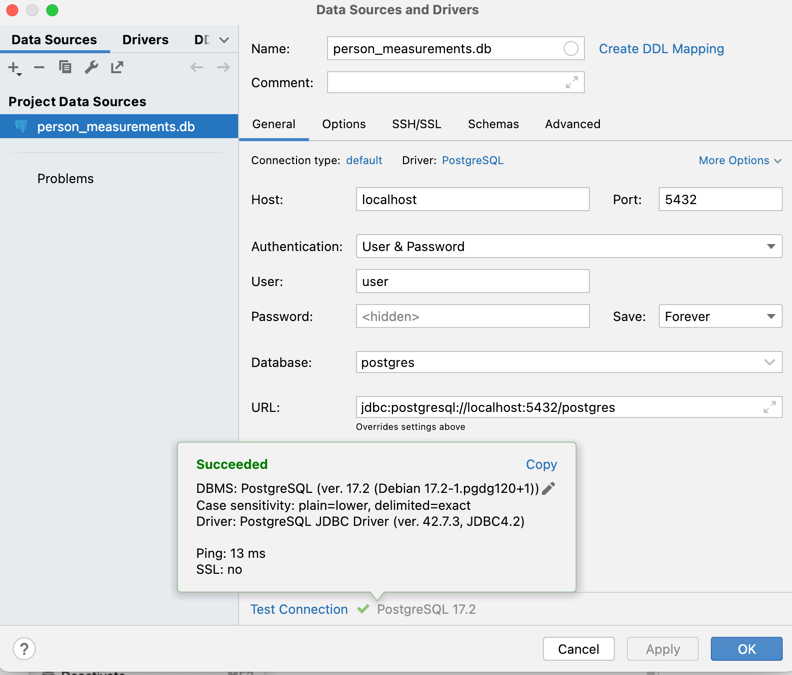 Data Sources and Drivers
Data Sources Drivers
Name: person_measurements.db Create DDL Mapping
Comment:
Project Data Sources
person_measurements.db
Problems
General Options SSH/SSL Schemas Advanced
Connection type: default Driver: PostgreSQL More Options
Host: localhost Port: 5432
Authentication: User & Password
User: user
Password: <hidden> Save: Forever
Database: postgres
URL: jdbc:postgresql://localhost:5432/postgres
Overrides settings above
Succeeded Copy
DBMS: PostgreSQL (ver. 17.2 (Debian 17.2-1.pgdg120+1))
Case sensitivity: plain=lower, delimited=exact
Driver: PostgreSQL JDBC Driver (ver. 42.7.3, JDBC4.2)
Ping: 13 ms
SSL: no
Test Connection PostgreSQL 17.2
? Cancel Apply OK